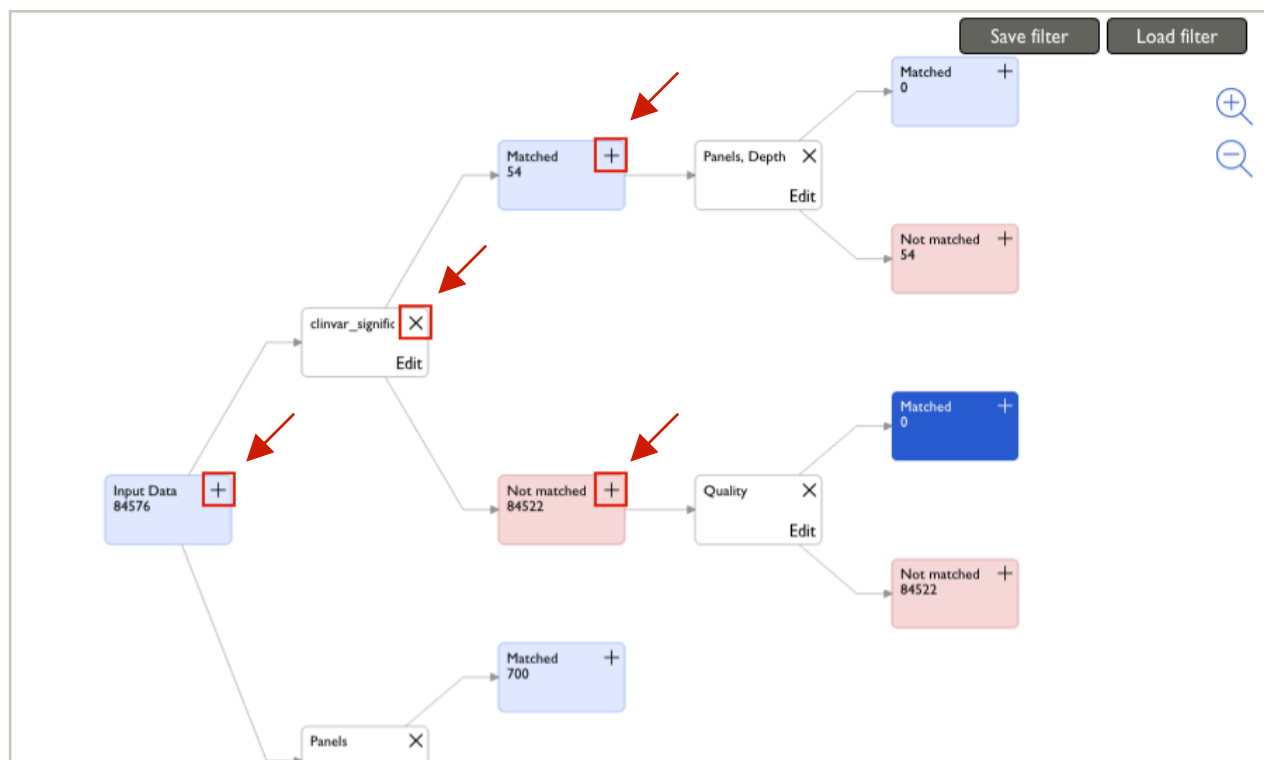 Save filter
Load filter
Matched
0
Matched
54
Panels, Depth
Edit
Not matched
54
clinvar_signific
Edit
Matched
0
Input Data
84576
Not matched
84522
Quality
Edit
Not matched
84522
Matched
700
Panels